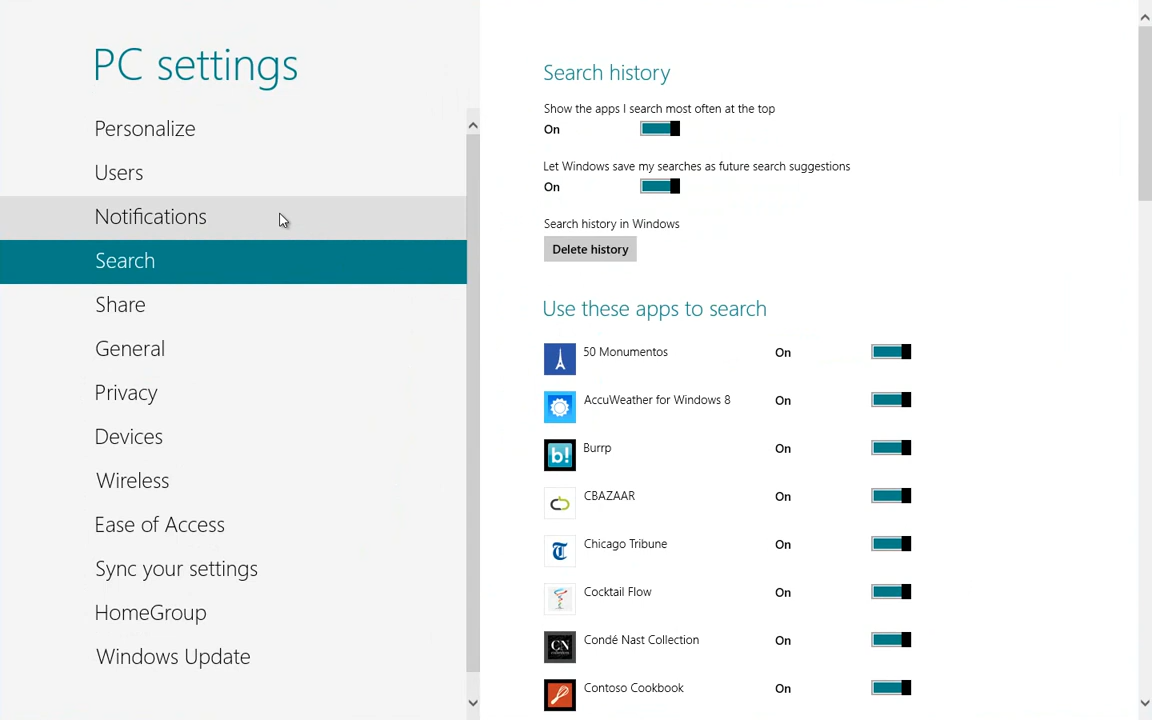 PC settings
Personalize
Users
Notifications
Search
Share
General
Privacy
Devices
Wireless
Ease of Access
Sync your settings
HomeGroup
Windows Update
Search history
Show the apps I search most often at the top
On
Let Windows save my searches as future search suggestions
On
Search history in Windows
Delete history
Use these apps to search
50 Monumentos On
AccuWeather for Windows 8 On
b! Burrp On
CBAZAAR On
T Chicago Tribune On
Cocktail Flow On
CN Condé Nast Collection On
Contoso Cookbook On